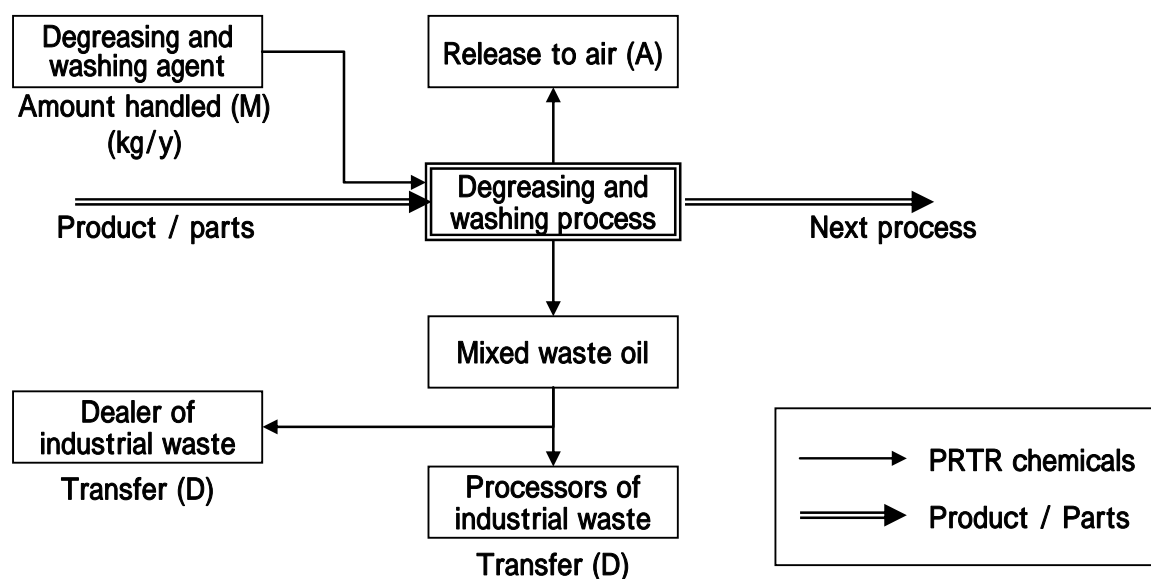 Degreasing and
washing agent
Amount handled (M)
(kg/y)
Release to air (A)
Degreasing and
washing process
Product / parts
Next process
Mixed waste oil
Dealer of
industrial waste
Transfer (D)
Processors of
industrial waste
Transfer (D)
PRTR chemicals
Product / Parts